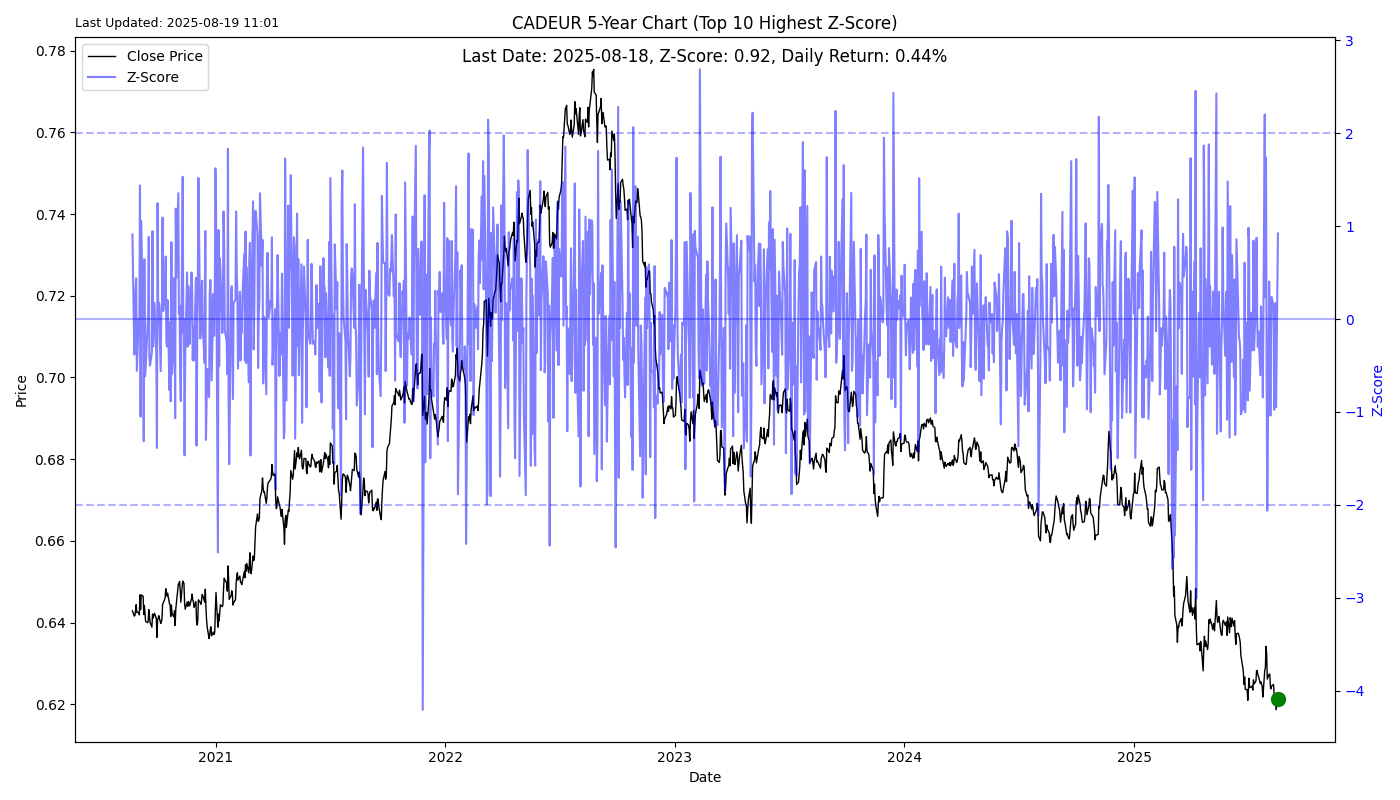 Last Updated: 2025-08-19 11:01
CADEUR 5-Year Chart (Top 10 Highest Z-Score)
Last Date: 2025-08-18, Z-Score: 0.92, Daily Return: 0.44%
Close Price
Z-Score
0.78
0.76
0.74
0.72
0.70
0.68
0.66
0.64
0.62
Price
3
2
1
0
−1
−2
−3
−4
Z-Score
2021
2022
2023
2024
2025
Date